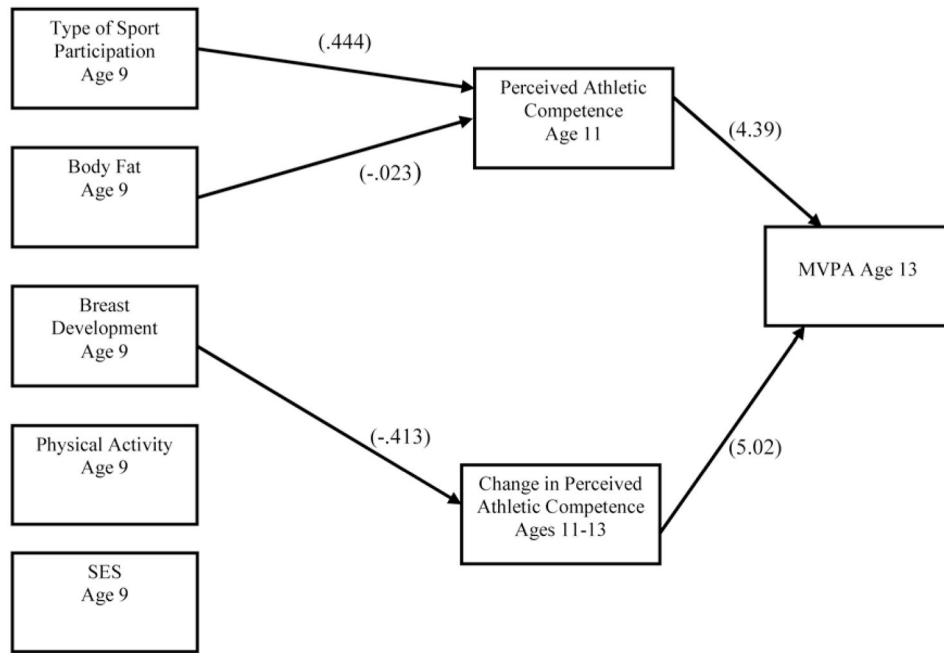 Type of Sport
Participation
Age 9
(.444)
Perceived Athletic
Competence
Age 11
(4.39)
Body Fat
Age 9
(-.023)
MVPA Age 13
Breast
Development
Age 9
(-.413)
Physical Activity
Age 9
(5.02)
Change in Perceived
Athletic Competence
Ages 11-13
SES
Age 9